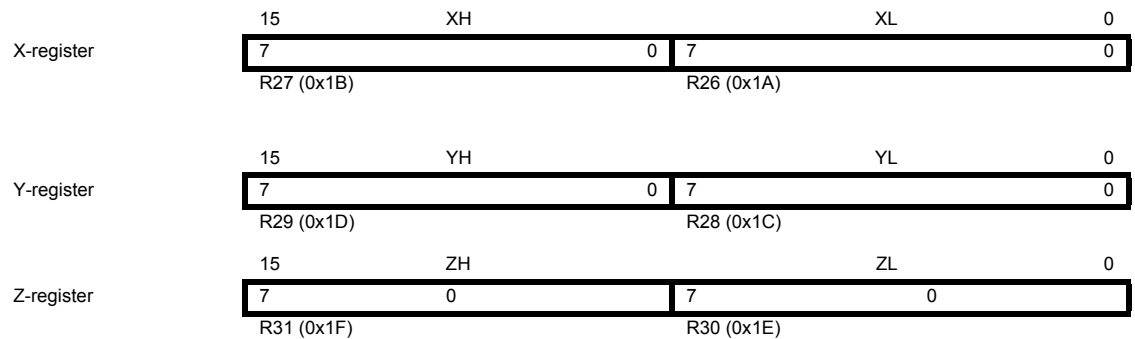 15 XH XL 0
X-register 7 0 7 0
R27 (0x1B) R26 (0x1A)
15 YH YL 0
Y-register 7 0 7 0
R29 (0x1D) R28 (0x1C)
15 ZH ZL 0
Z-register 7 0 7 0
R31 (0x1F) R30 (0x1E)